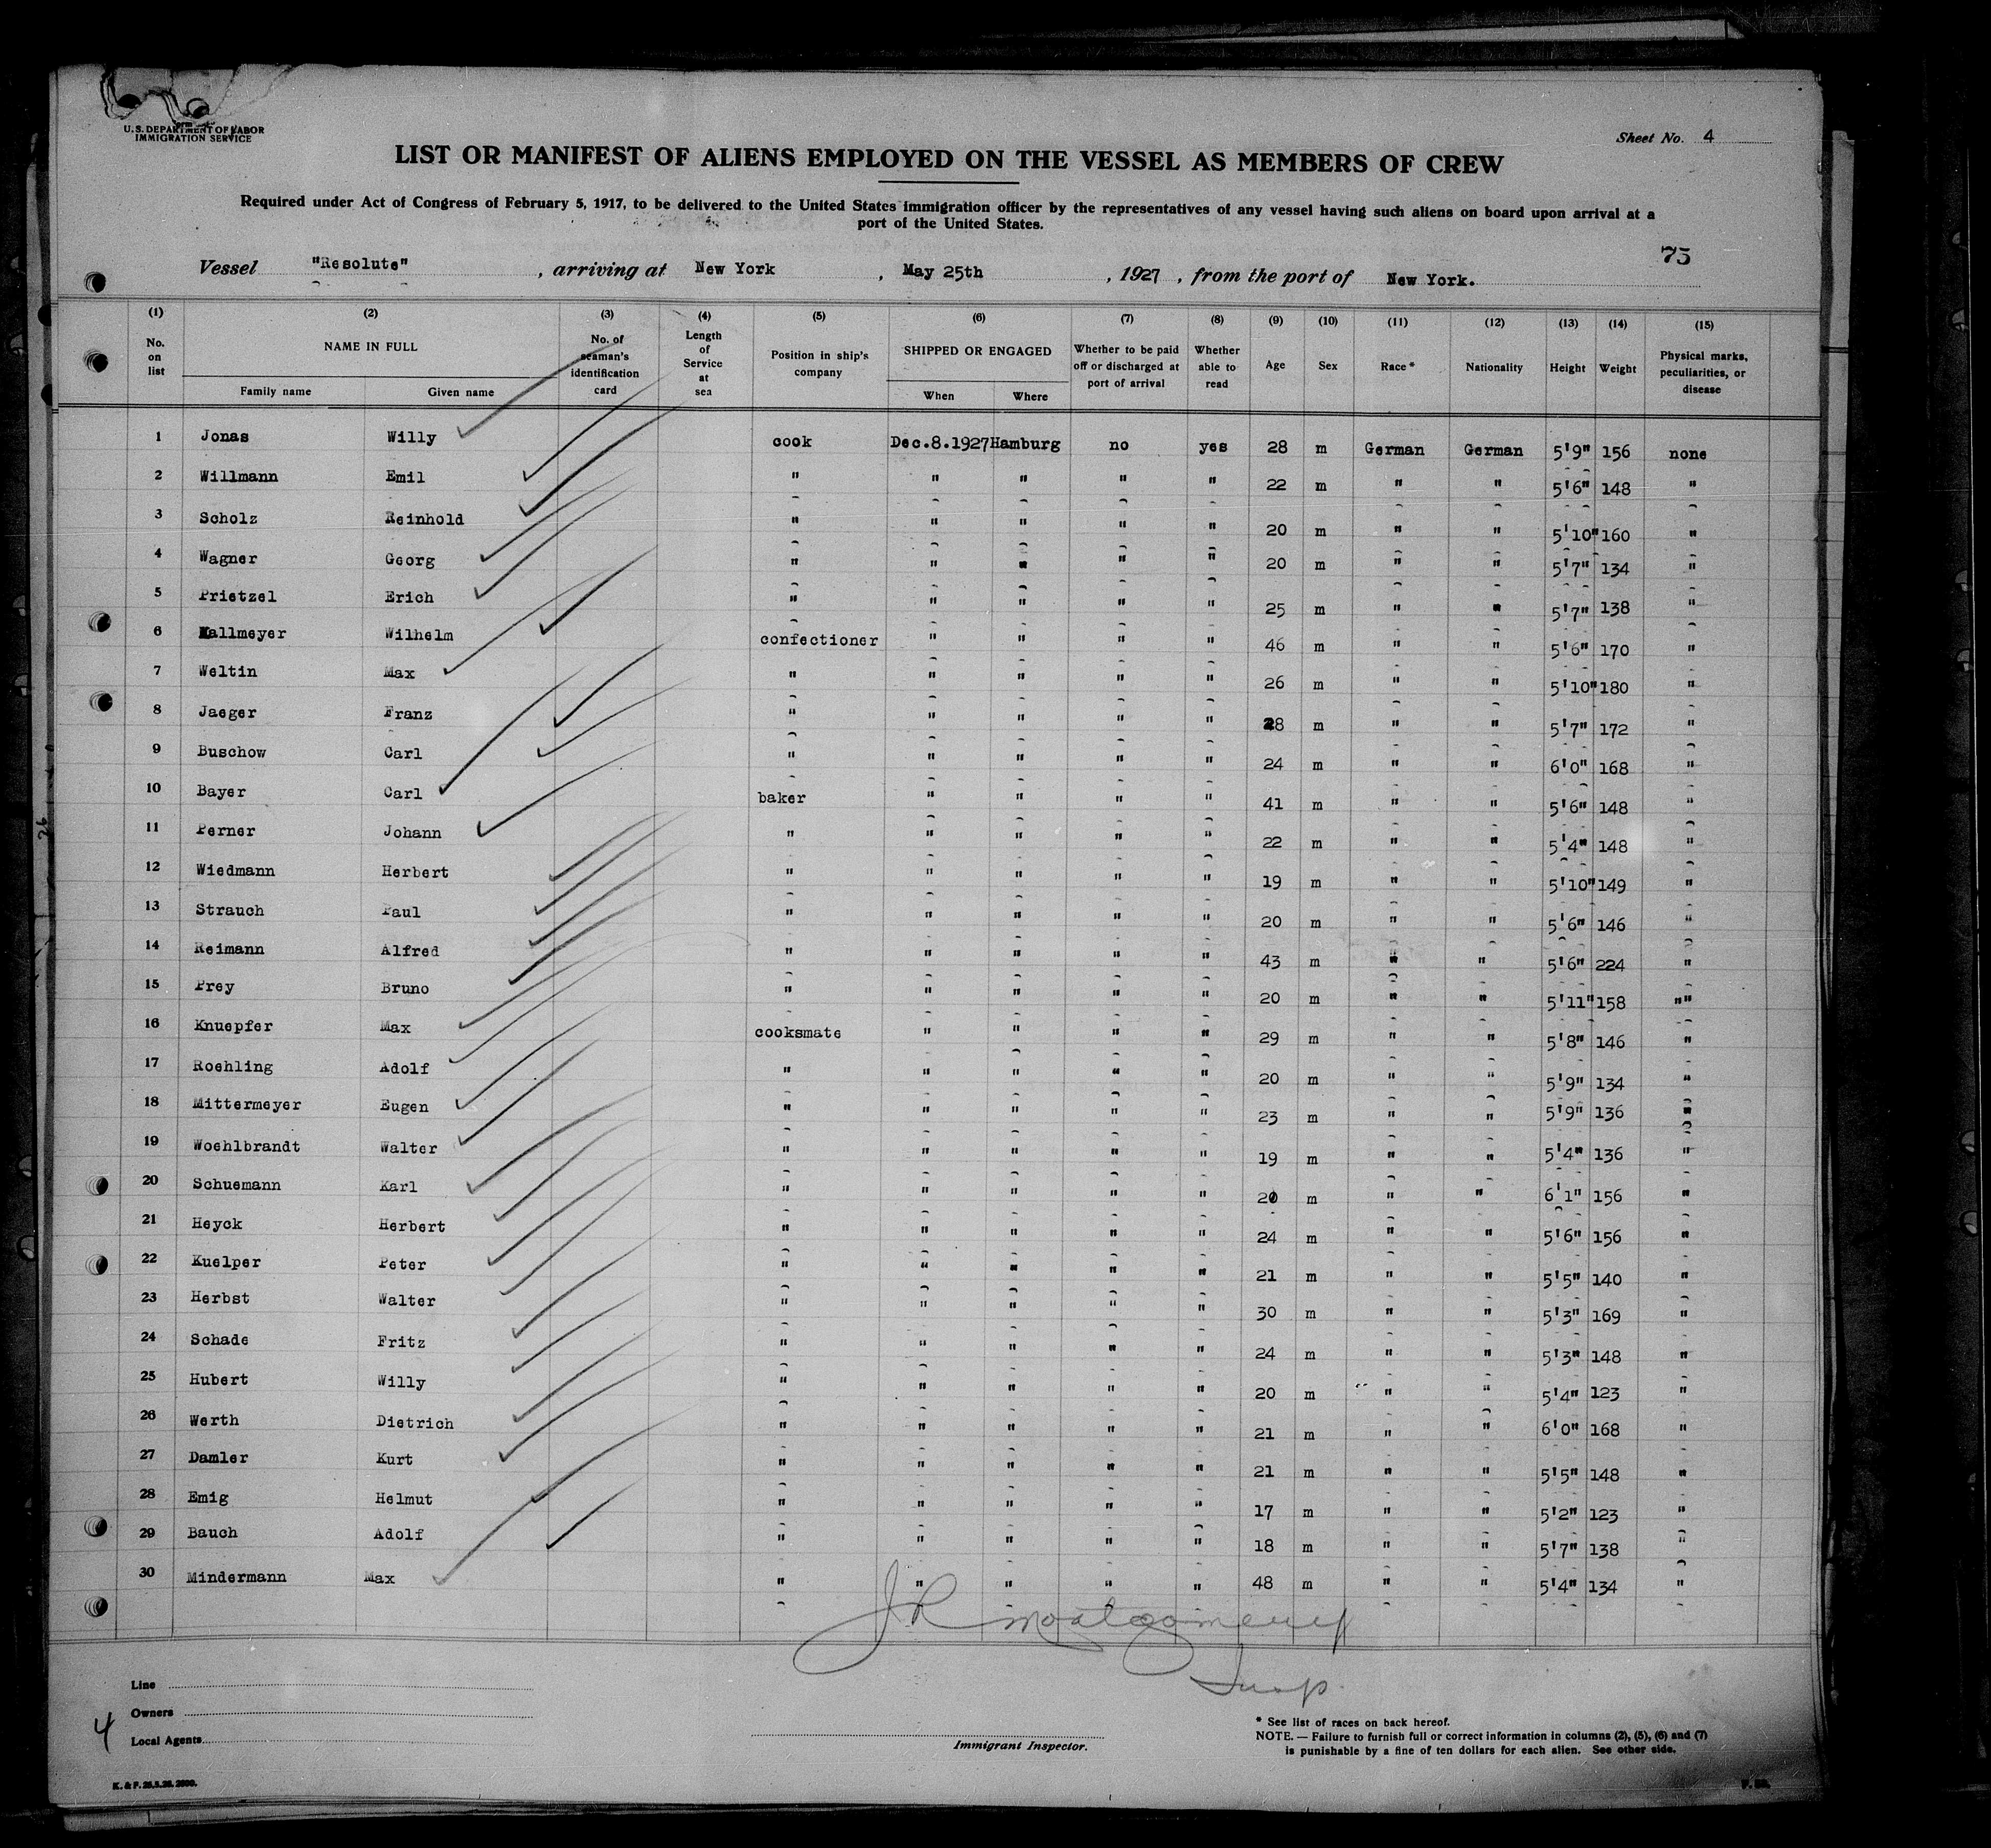 U.S. DEPARTMENT OF LABOR
IMMIGRATION SERVICE
Sheet No. 4
LIST OR MANIFEST OF ALIENS EMPLOYED ON THE VESSEL AS MEMBERS OF CREW
Required under Act of Congress of February 5, 1917, to be delivered to the United States immigration officer by the representatives of any vessel having such aliens on board upon arrival at a
port of the United States.
75
Vessel "Resolute" , arriving at New York , May 25th , 1927 , from the port of New York.
(1) (2) (3) (4) (5) (6) (7) (8) (9) (10) (11) (12) (13) (14) (15)
No. on list NAME IN FULL Family name Given name No. of seaman's identification card Length of Service at sea Position in ship's company SHIPPED OR ENGAGED When Where Whether to be paid off or discharged at port of arrival Whether able to read Age Sex Race * Nationality Height Weight Physical marks, peculiarities, or disease
1 Jonas Willy cook Dec.8.1927 Hamburg no yes 28 m German German 5'9" 156 none
2 Willmann Emil " " " " " 22 m " " 5'6" 148 "
3 Scholz Reinhold " " " " " 20 m " " 5'10" 160 "
4 Wagner Georg " " " " " 20 m " " 5'7" 134 "
5 Prietzel Erich " " " " " 25 m " " 5'7" 138 "
6 Kallmeyer Wilhelm confectioner " " " " 46 m " " 5'6" 170 "
7 Weltin Max " " " " " 26 m " " 5'10" 180 "
8 Jaeger Franz " " " " " 28 m " " 5'7" 172 "
9 Buschow Carl " " " " " 24 m " " 6'0" 168 "
10 Bayer Carl baker " " " " 41 m " " 5'6" 148 "
11 Perner Johann " " " " " 22 m " " 5'4" 148 "
12 Wiedmann Herbert " " " " " 19 m " " 5'10" 149 "
13 Strauch Paul " " " " " 20 m " " 5'6" 146 "
14 Reimann Alfred " " " " " 43 m " " 5'6" 224 "
15 Prey Bruno " " " " " 20 m " " 5'11" 158 ""
16 Knuepfer Max cooksmate " " " " 29 m " " 5'8" 146 "
17 Roehling Adolf " " " " " 20 m " " 5'9" 134 "
18 Mittermeyer Eugen " " " " " 23 m " " 5'9" 136 "
19 Woehlbrandt Walter " " " " " 19 m " " 5'4" 136 "
20 Schuemann Karl " " " " " 20 m " " 6'1" 156 "
21 Heyck Herbert " " " " " 24 m " " 5'6" 156 "
22 Kuelper Peter " " " " " 21 m " " 5'5" 140 "
23 Herbst Walter " " " " " 30 m " " 5'3" 169 "
24 Schade Fritz " " " " " 24 m " " 5'3" 148 "
25 Hubert Willy " " " " " 20 m " " 5'4" 123 "
26 Werth Dietrich " " " " " 21 m " " 6'0" 168 "
27 Damler Kurt " " " " " 21 m " " 5'5" 148 "
28 Emig Helmut " " " " " 17 m " " 5'2" 123 "
29 Bauch Adolf " " " " " 18 m " " 5'7" 138 "
30 Mindermann Max " " " " " 48 m " " 5'4" 134 "
JR Montgomery
Insp.
Line
Owners
Local Agents
4
Immigrant Inspector.
* See list of races on back hereof.
NOTE. — Failure to furnish full or correct information in columns (2), (5), (6) and (7)
is punishable by a fine of ten dollars for each alien. See other side.
K. & P. 26.5.26. 2000.